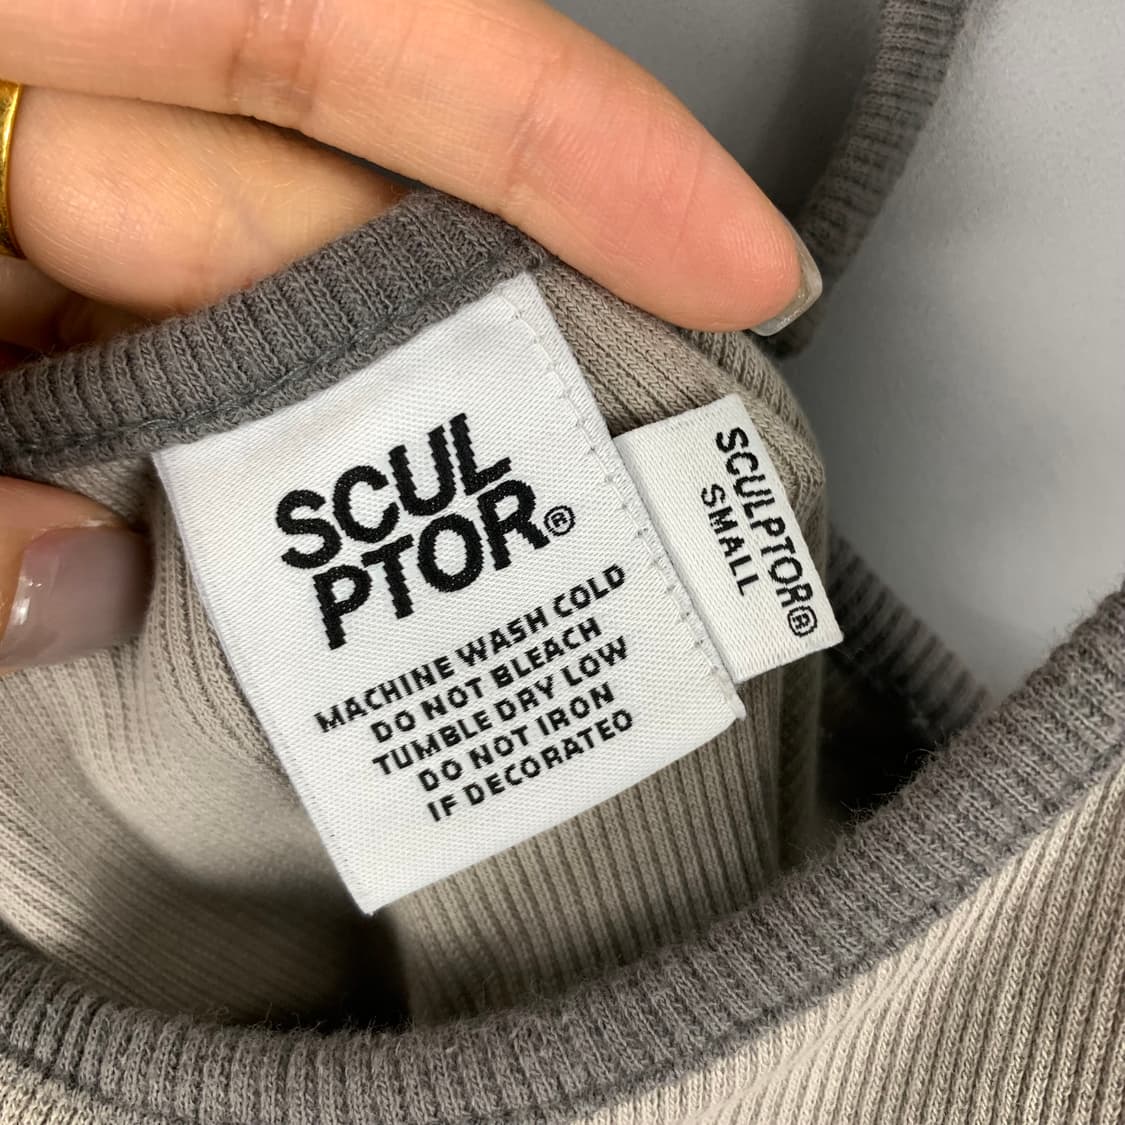 SCUL
PTOR®
MACHINE WASH COLD
DO NOT BLEACH
TUMBLE DRY LOW
DO NOT IRON
IF DECORATED
SCULPTOR®
SMALL